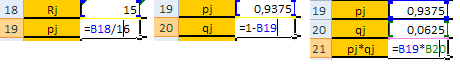 18 Rj 15
19 pj =B18/16
19 pj 0,9375
20 qj =1-B19
19 pj 0,9375
20 qj 0,0625
21 pj*qj =B19*B20